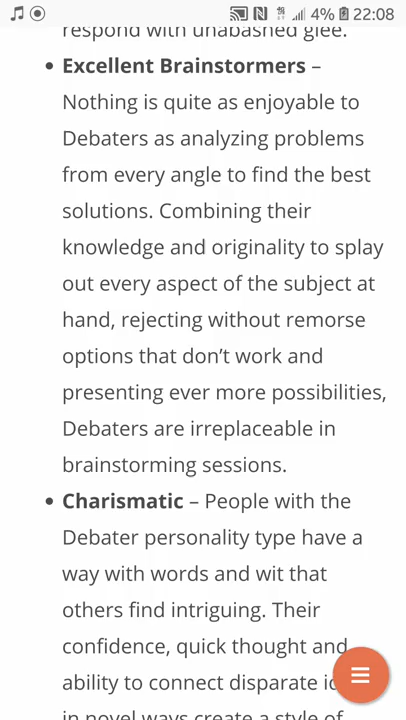 4% 22:08
respond with unabashed glee.
• Excellent Brainstormers –
Nothing is quite as enjoyable to
Debaters as analyzing problems
from every angle to find the best
solutions. Combining their
knowledge and originality to splay
out every aspect of the subject at
hand, rejecting without remorse
options that don’t work and
presenting ever more possibilities,
Debaters are irreplaceable in
brainstorming sessions.
• Charismatic – People with the
Debater personality type have a
way with words and wit that
others find intriguing. Their
confidence, quick thought and
ability to connect disparate
in novel ways create a style of